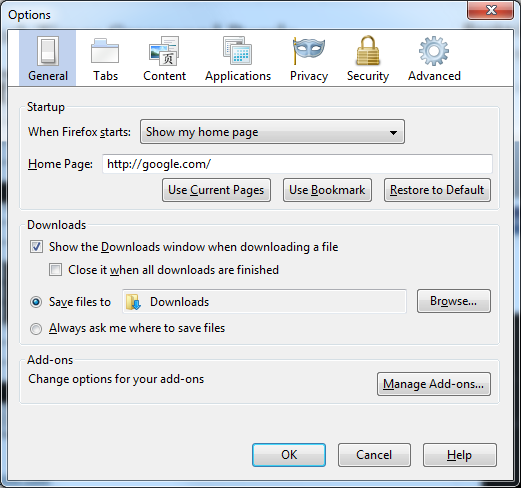 Options
General Tabs Content Applications Privacy Security Advanced
Startup
When Firefox starts: Show my home page
Home Page: http://google.com/
Use Current Pages Use Bookmark Restore to Default
Downloads
Show the Downloads window when downloading a file
Close it when all downloads are finished
Save files to Downloads Browse...
Always ask me where to save files
Add-ons
Change options for your add-ons Manage Add-ons...
OK Cancel Help